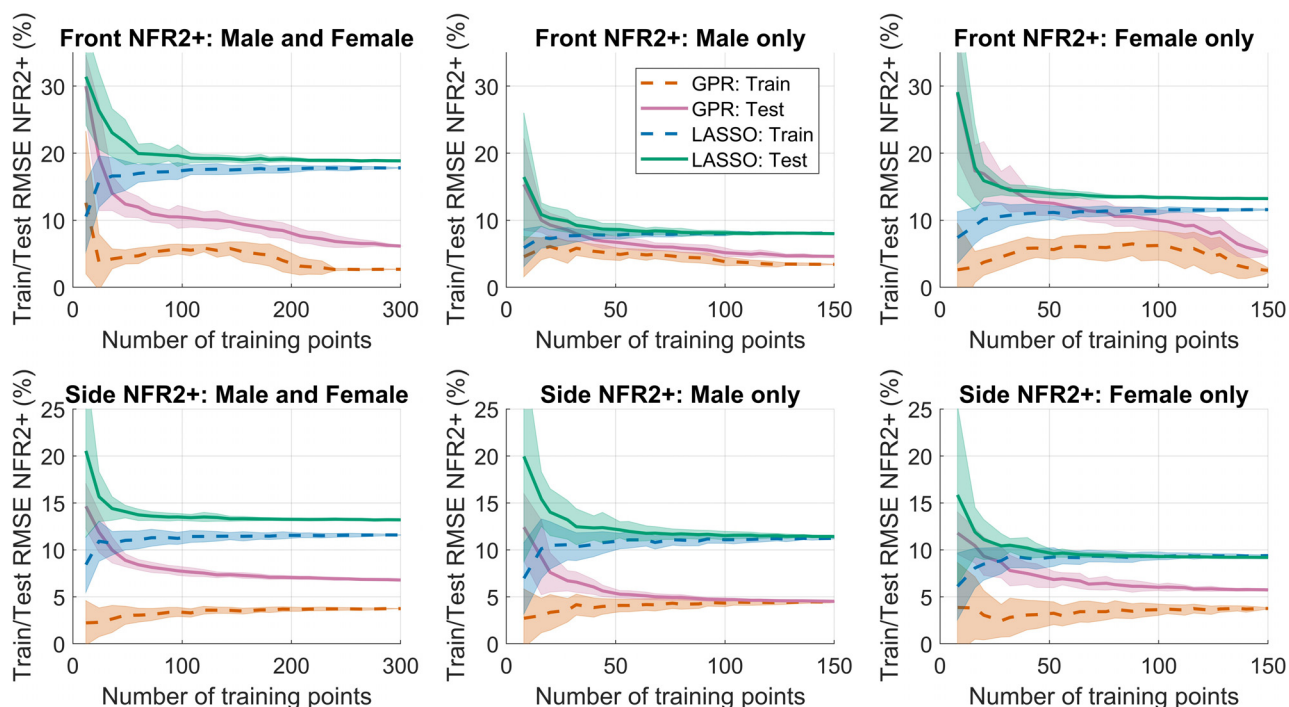 Front NFR2+: Male and Female
Train/Test RMSE NFR2+ (%)
30
20
10
0
0 100 200 300
Number of training points
Front NFR2+: Male only
GPR: Train
GPR: Test
LASSO: Train
LASSO: Test
Train/Test RMSE NFR2+ (%)
30
20
10
0
0 50 100 150
Number of training points
Front NFR2+: Female only
Train/Test RMSE NFR2+ (%)
30
20
10
0
0 50 100 150
Number of training points
Side NFR2+: Male and Female
Train/Test RMSE NFR2+ (%)
25
20
15
10
5
0
0 100 200 300
Number of training points
Side NFR2+: Male only
Train/Test RMSE NFR2+ (%)
25
20
15
10
5
0
0 50 100 150
Number of training points
Side NFR2+: Female only
Train/Test RMSE NFR2+ (%)
25
20
15
10
5
0
0 50 100 150
Number of training points